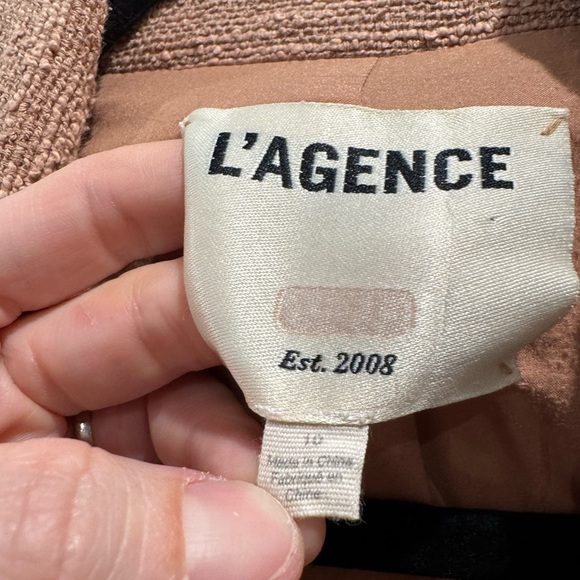 L'AGENCE
Est. 2008
10
Made in China
Fabriqué en
Chine